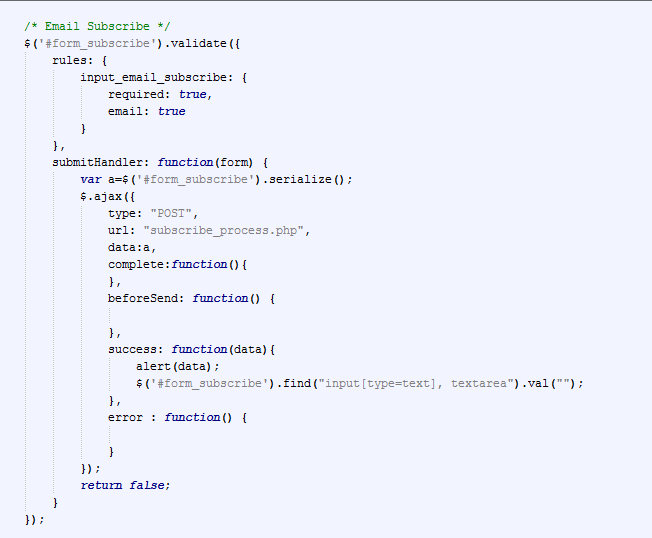 /* Email Subscribe */
$('#form_subscribe').validate({
rules: {
input_email_subscribe: {
required: true,
email: true
}
},
submitHandler: function(form) {
var a=$('#form_subscribe').serialize();
$.ajax({
type: "POST",
url: "subscribe_process.php",
data:a,
complete:function(){
},
beforeSend: function() {
},
success: function(data){
alert(data);
$('#form_subscribe').find("input[type=text], textarea").val("");
},
error : function() {
}
});
return false;
}
});